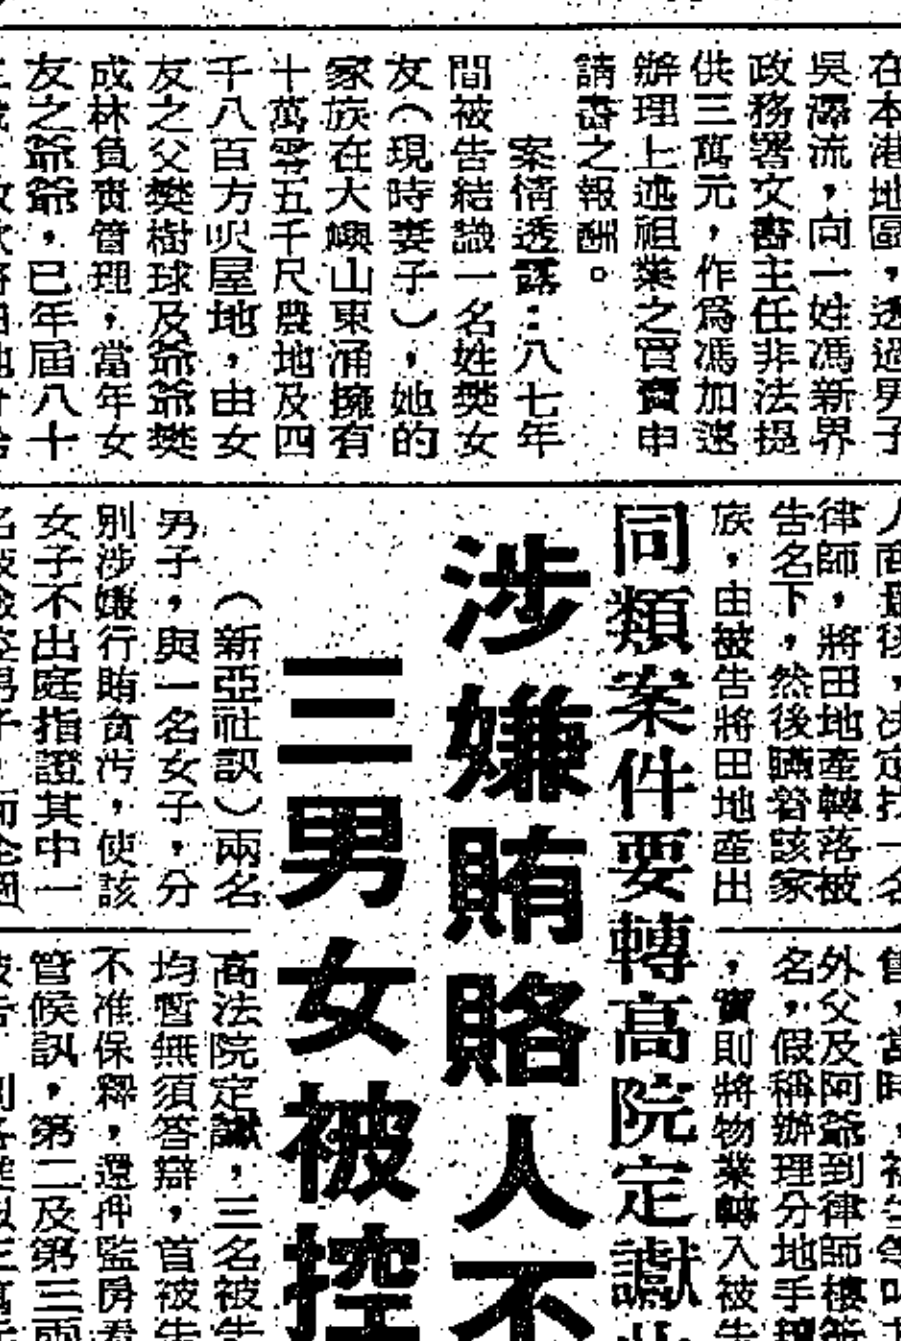 在本港地區，透過男子
吳潺流，向一姓馮新界
政務署文書主任非法提
供三萬元，作為馮加速
辦理上述祖業之買賣申
請書之報酬。
案情透露：八七年
間被告結識一名姓樊女
友（現時妻子），她的
家族在大嶼山東涌擁有
十萬零五千尺農地及四
千八百方呎屋地，由女
友之父樊樹球及爺爺樊
成林負責管理，當年女
友之爺爺，已年屆八十
律師，將田地產轉落被
告名下，然後瞞着該家
族，由被告將田地產出
同類案件要轉高院定讞
涉嫌賄賂人不
三男女被控
（新亞社訊）兩名
男子，與一名女子，分
別涉嫌行賄貪污，使該
女子不出庭指證其中一
外父及阿爺到律師樓
名，假稱辦理分地手
，實則將物業轉入被告
高法院定讞，三名被告
均暫無須答辯，首被告
不准保釋，還押監房看
管候訊，第二及第三兩